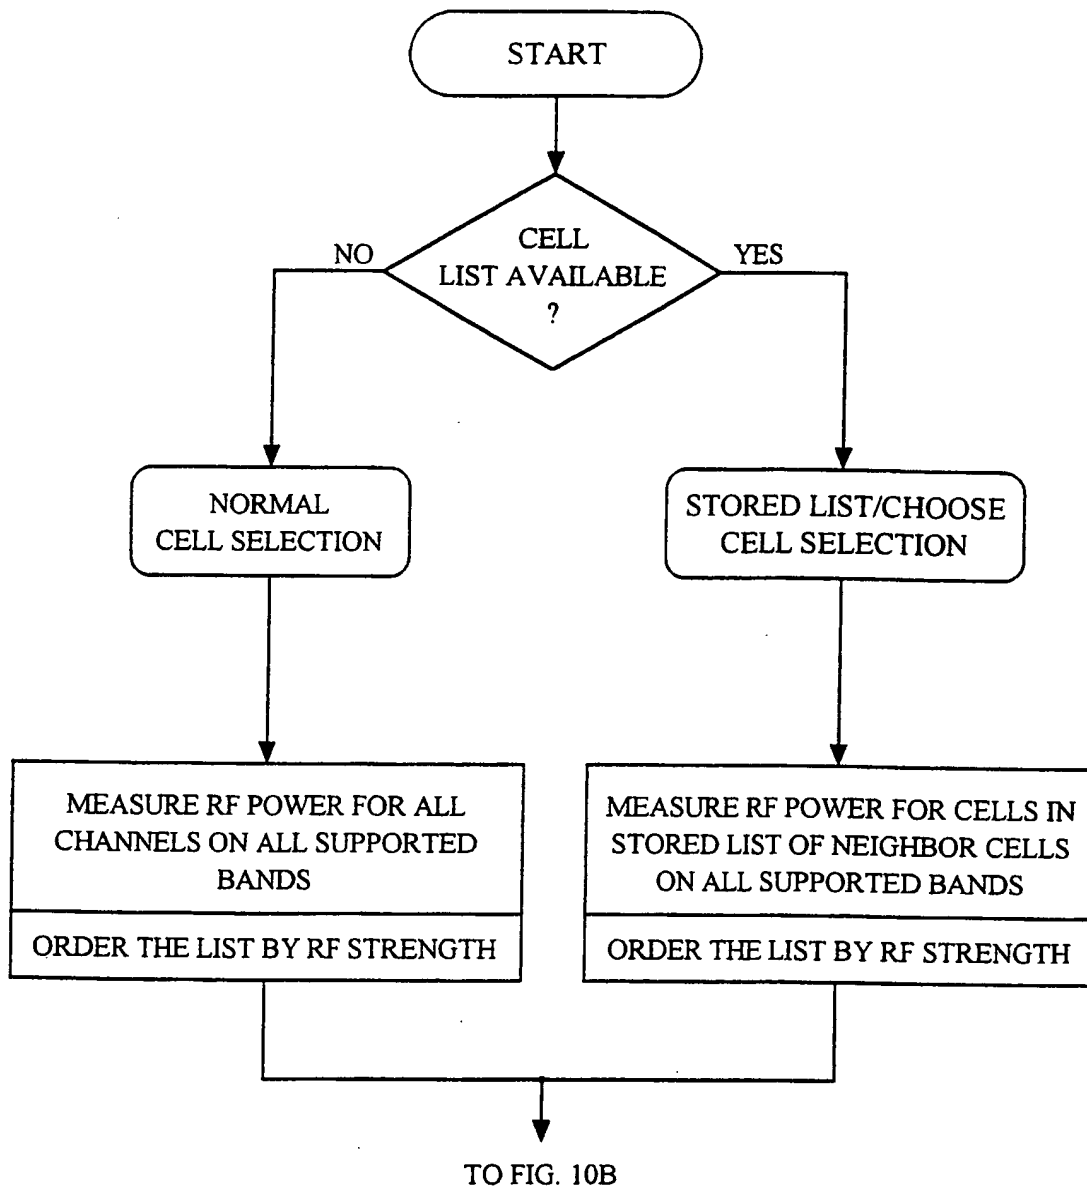 START
CELL
LIST AVAILABLE
?
NO
YES
NORMAL
CELL SELECTION
STORED LIST/CHOOSE
CELL SELECTION
MEASURE RF POWER FOR ALL
CHANNELS ON ALL SUPPORTED
BANDS
ORDER THE LIST BY RF STRENGTH
MEASURE RF POWER FOR CELLS IN
STORED LIST OF NEIGHBOR CELLS
ON ALL SUPPORTED BANDS
ORDER THE LIST BY RF STRENGTH
TO FIG. 10B